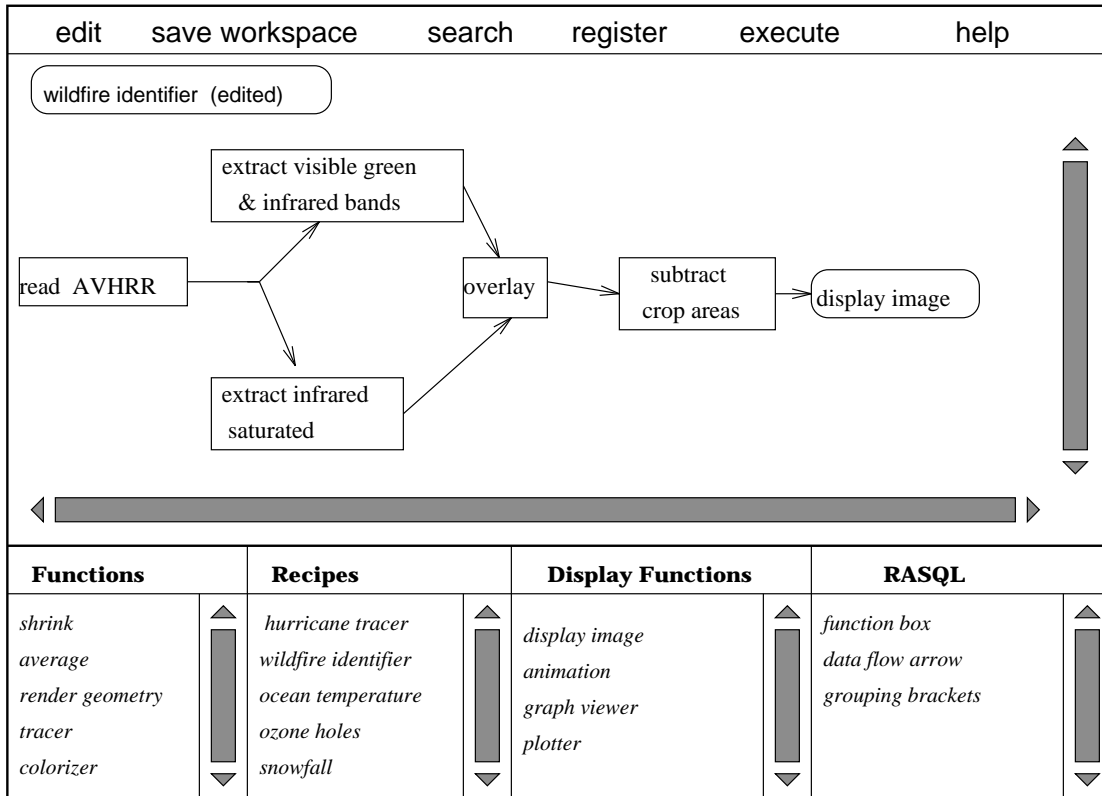 edit save workspace search register execute help
wildfire identifier (edited)
extract visible green
& infrared bands
read AVHRR
overlay
subtract
crop areas
display image
extract infrared
saturated
Functions
shrink
average
render geometry
tracer
colorizer
Recipes
hurricane tracer
wildfire identifier
ocean temperature
ozone holes
snowfall
Display Functions
display image
animation
graph viewer
plotter
RASQL
function box
data flow arrow
grouping brackets